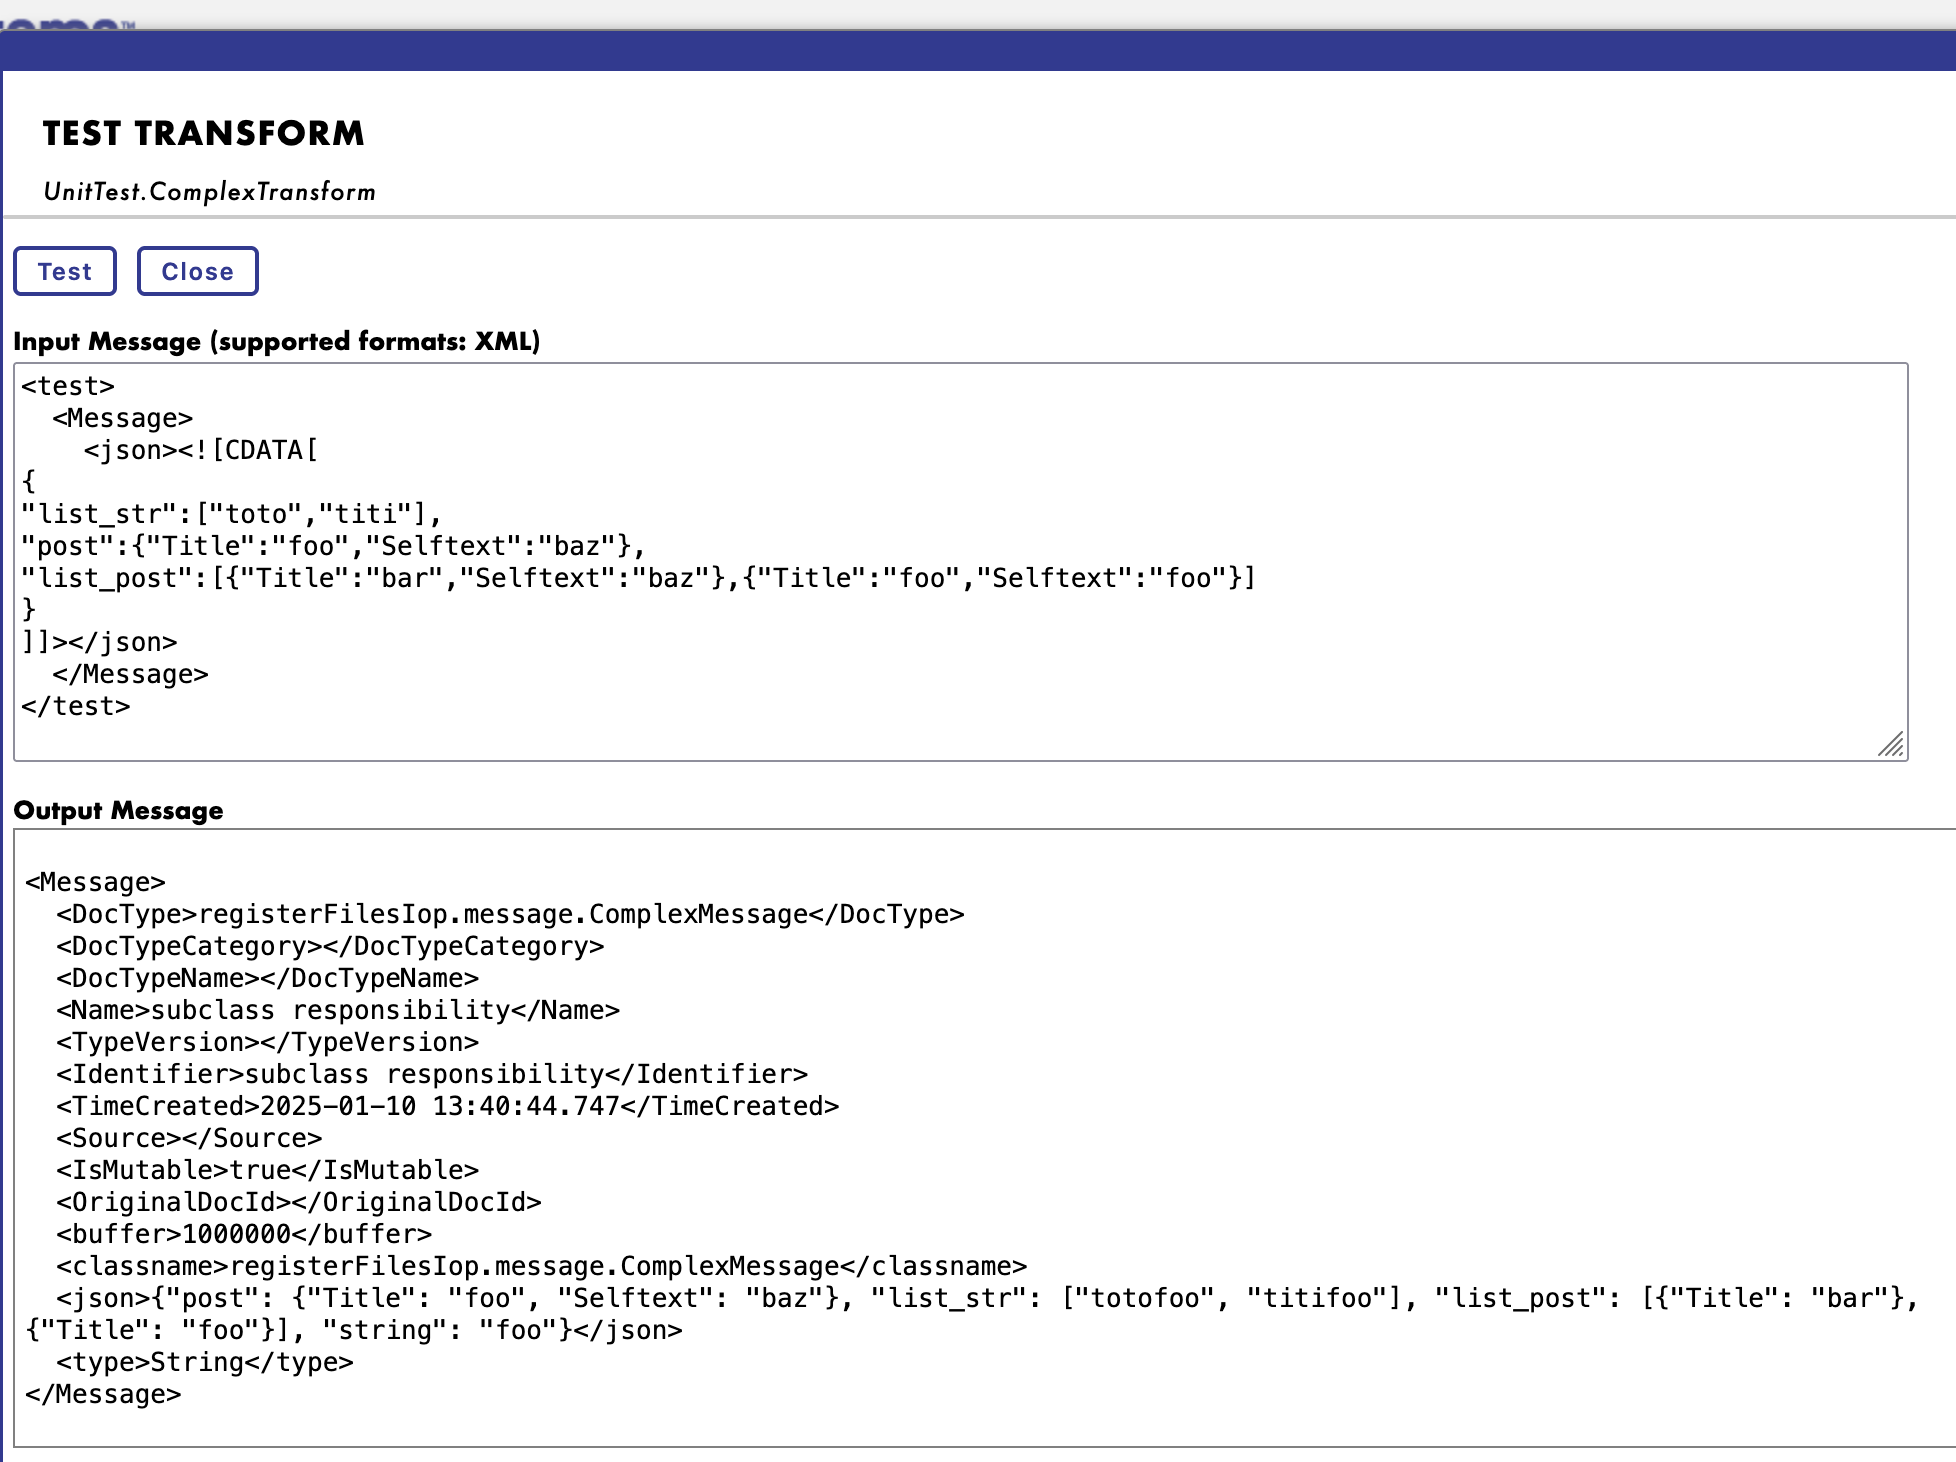 TEST TRANSFORM
UnitTest.ComplexTransform
Test Close
Input Message (supported formats: XML)
<test>
  <Message>
    <json><![CDATA[
{
"list_str":["toto","titi"],
"post":{"Title":"foo","Selftext":"baz"},
"list_post":[{"Title":"bar","Selftext":"baz"},{"Title":"foo","Selftext":"foo"}]
}
]]></json>
  </Message>
</test>
Output Message
<Message>
  <DocType>registerFilesIop.message.ComplexMessage</DocType>
  <DocTypeCategory></DocTypeCategory>
  <DocTypeName></DocTypeName>
  <Name>subclass responsibility</Name>
  <TypeVersion></TypeVersion>
  <Identifier>subclass responsibility</Identifier>
  <TimeCreated>2025-01-10 13:40:44.747</TimeCreated>
  <Source></Source>
  <IsMutable>true</IsMutable>
  <OriginalDocId></OriginalDocId>
  <buffer>1000000</buffer>
  <classname>registerFilesIop.message.ComplexMessage</classname>
  <json>{"post": {"Title": "foo", "Selftext": "baz"}, "list_str": ["totofoo", "titifoo"], "list_post": [{"Title": "bar"},
{"Title": "foo"}], "string": "foo"}</json>
  <type>String</type>
</Message>